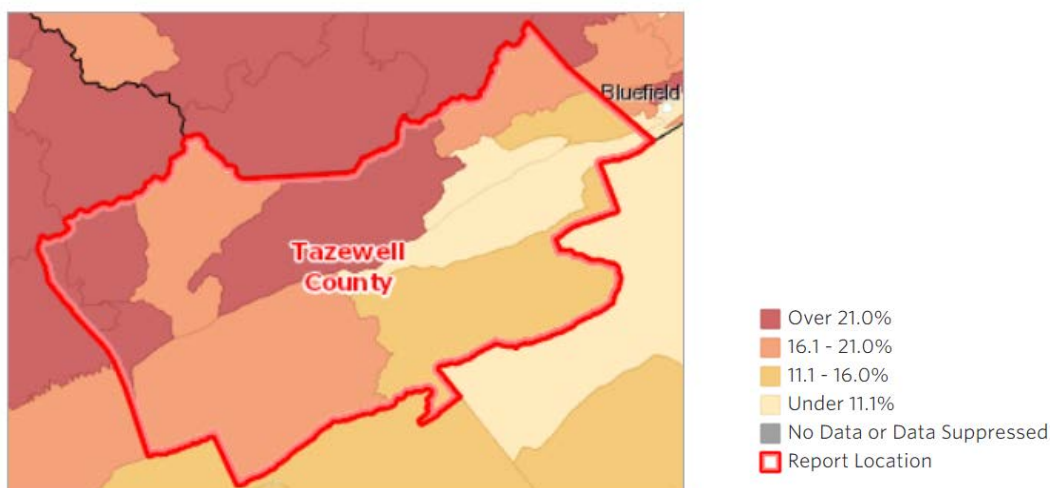 Bluefield
Tazewell
County
Over 21.0%
16.1 - 21.0%
11.1 - 16.0%
Under 11.1%
No Data or Data Suppressed
Report Location